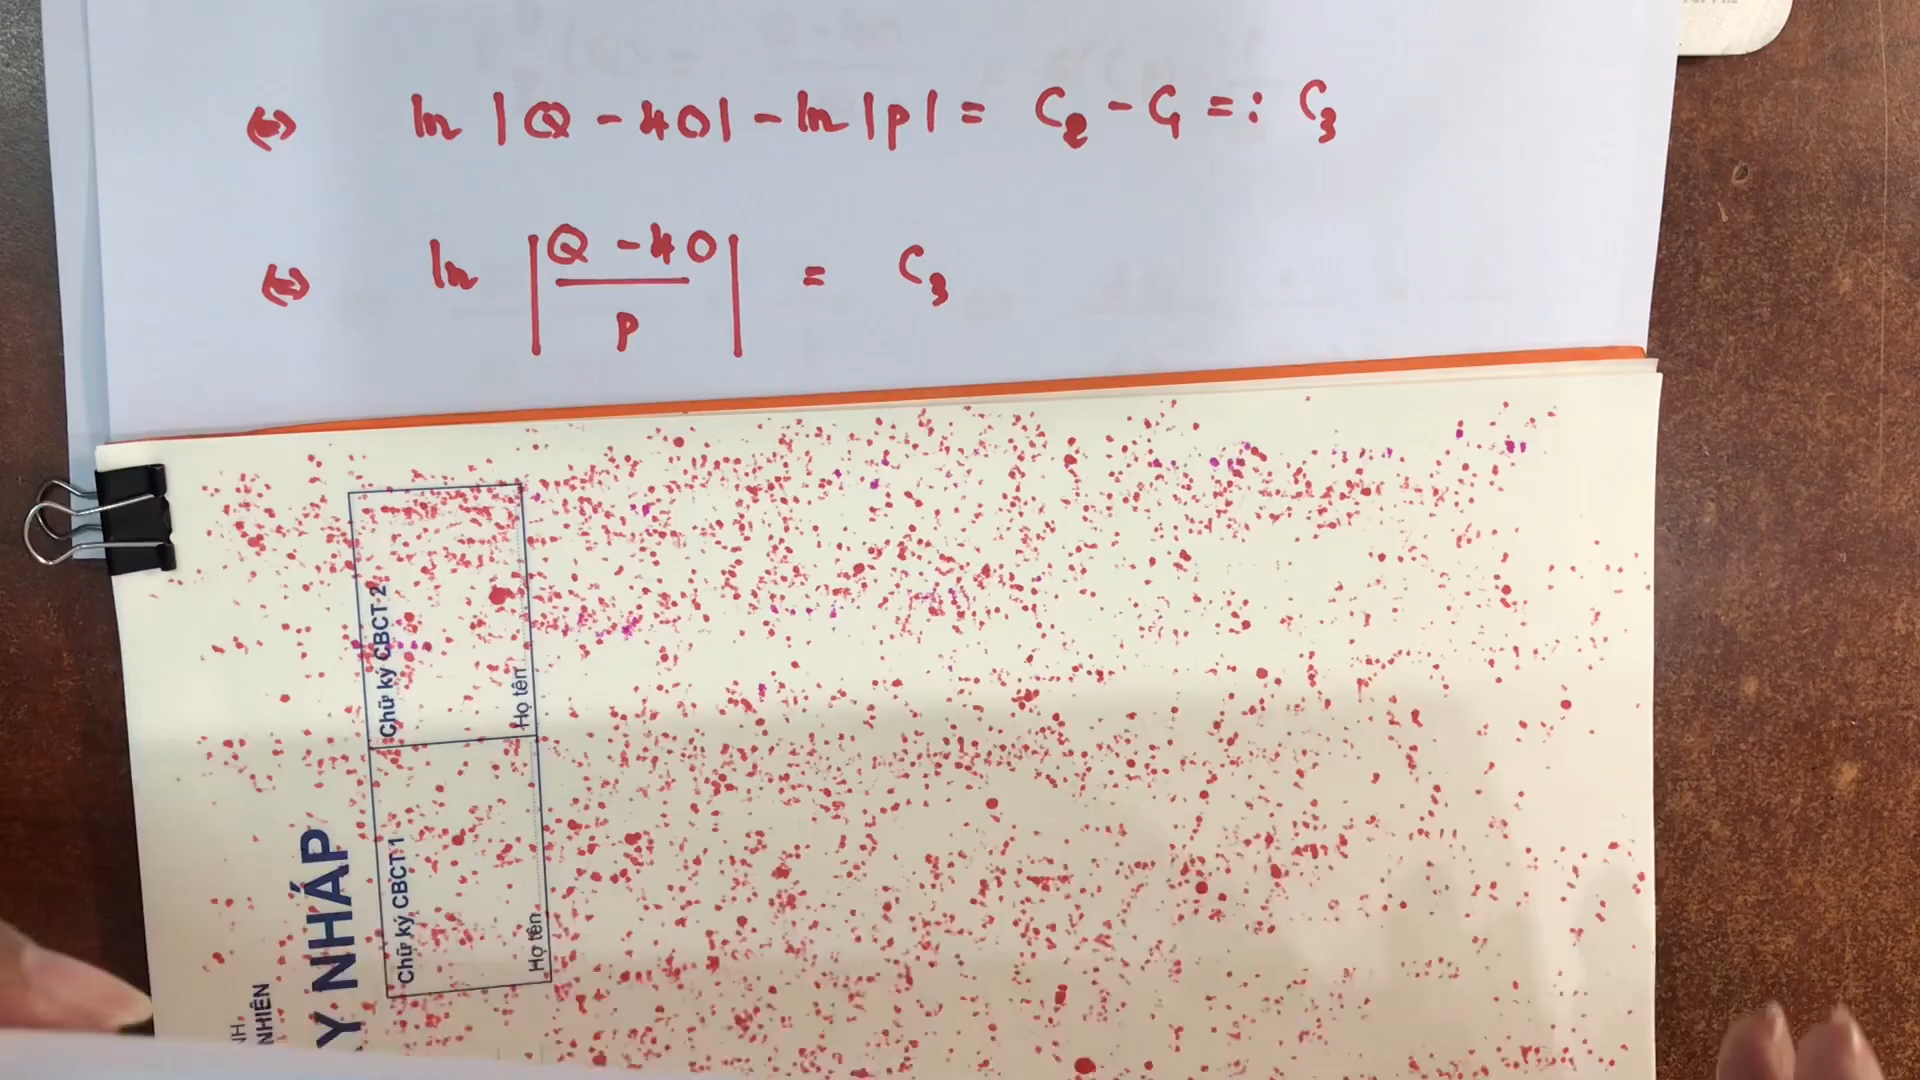 ⇔ ln |Q - 40| - ln |P| = C₂ - C₁ =: C₃
⇔ ln |Q - 40 / P| = C₃
Chữ ký CBCT 2
Họ tên
Chữ ký CBCT 1
Họ tên
Y NHÁP
NHIÊN